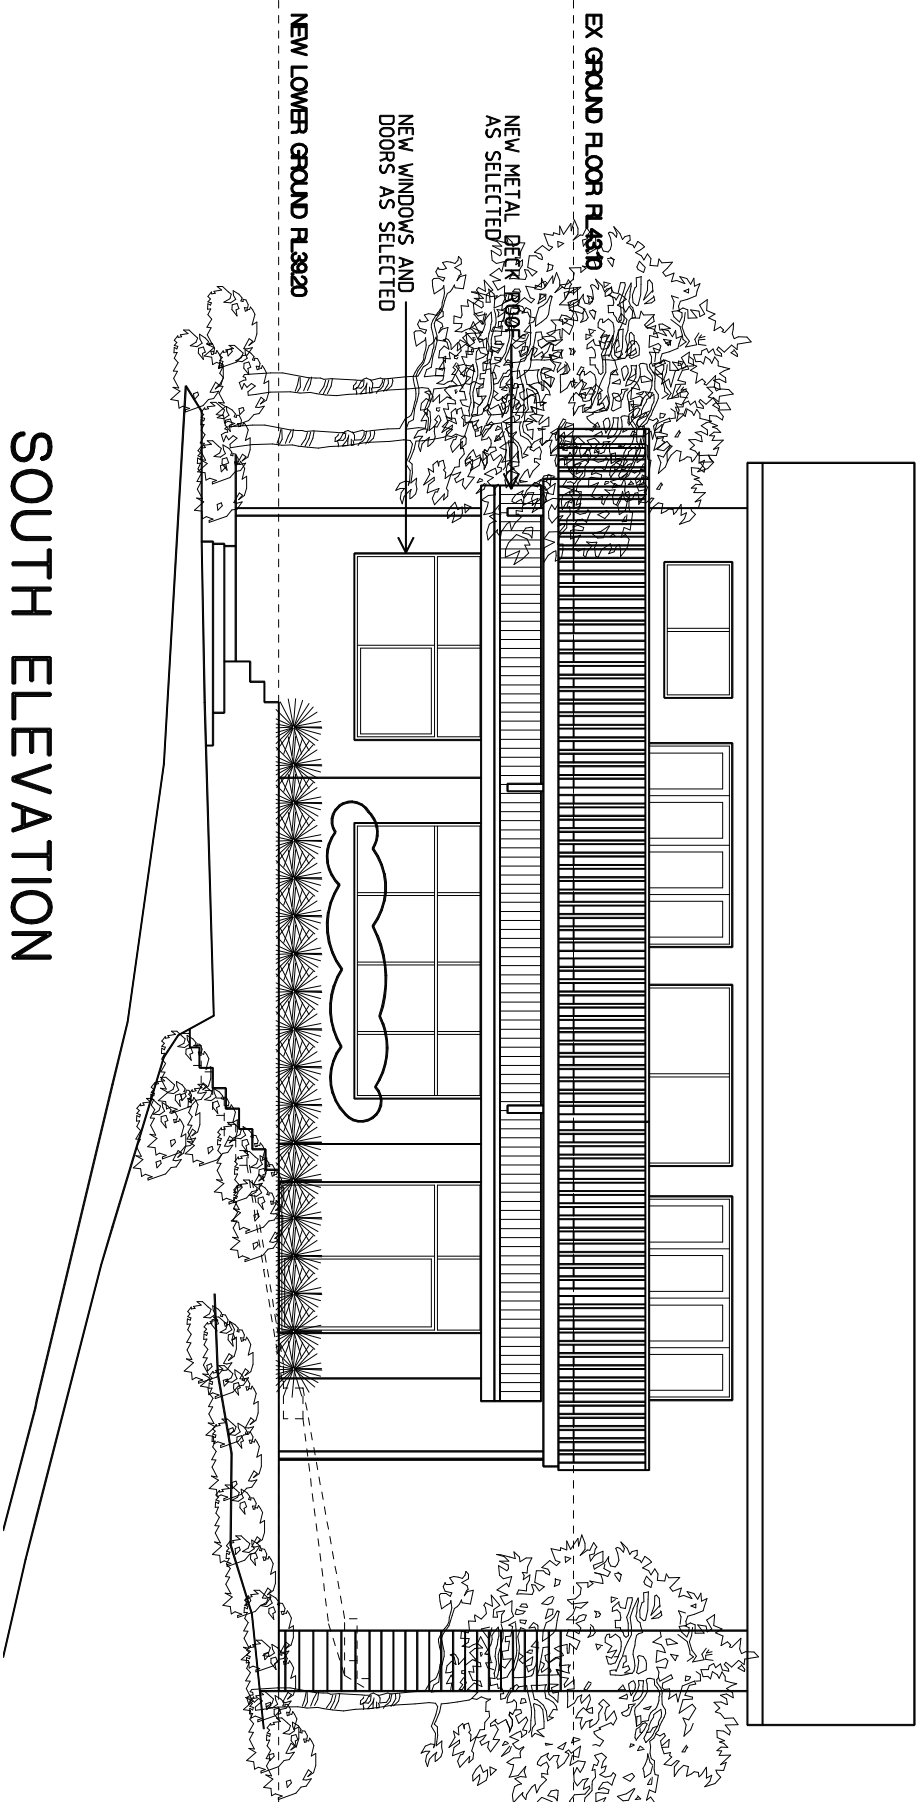 EX GROUND FLOOR RL43.10
NEW METAL DECK ROOF
AS SELECTED
NEW WINDOWS AND
DOORS AS SELECTED
NEW LOWER GROUND RL39.20
SOUTH ELEVATION